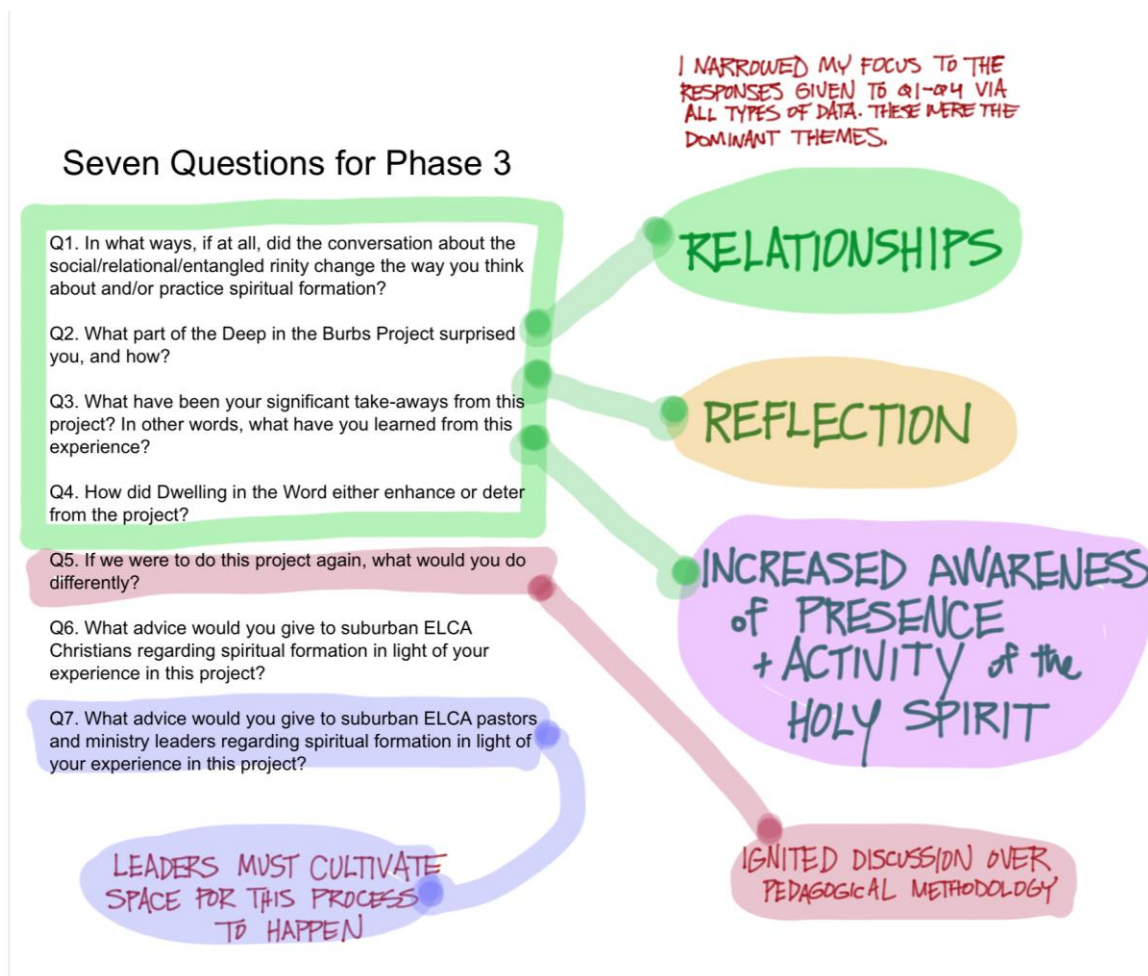 I NARROWED MY FOCUS TO THE
RESPONSES GIVEN TO Q1-Q4 VIA
ALL TYPES OF DATA. THESE WERE THE
DOMINANT THEMES.
Seven Questions for Phase 3
Q1. In what ways, if at all, did the conversation about the
social/relational/entangled rinity change the way you think
about and/or practice spiritual formation?
Q2. What part of the Deep in the Burbs Project surprised
you, and how?
Q3. What have been your significant take-aways from this
project? In other words, what have you learned from this
experience?
Q4. How did Dwelling in the Word either enhance or deter
from the project?
Q5. If we were to do this project again, what would you do
differently?
Q6. What advice would you give to suburban ELCA
Christians regarding spiritual formation in light of your
experience in this project?
Q7. What advice would you give to suburban ELCA pastors
and ministry leaders regarding spiritual formation in light of
your experience in this project?
RELATIONSHIPS
REFLECTION
INCREASED AWARENESS
of PRESENCE
+ ACTIVITY of the
HOLY SPIRIT
LEADERS MUST CULTIVATE
SPACE FOR THIS PROCESS
TO HAPPEN
IGNITED DISCUSSION OVER
PEDAGOGICAL METHODOLOGY